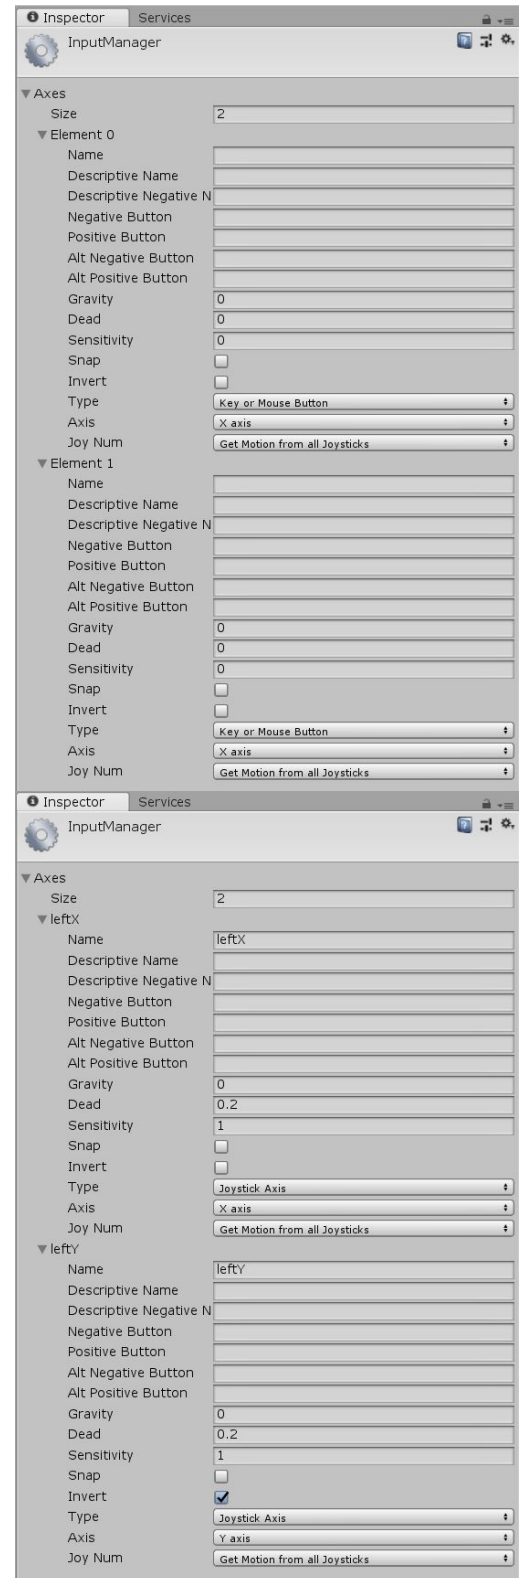 Inspector Services
InputManager
Axes
Size 2
Element 0
Name
Descriptive Name
Descriptive Negative N
Negative Button
Positive Button
Alt Negative Button
Alt Positive Button
Gravity 0
Dead 0
Sensitivity 0
Snap
Invert
Type Key or Mouse Button
Axis X axis
Joy Num Get Motion from all Joysticks
Element 1
Name
Descriptive Name
Descriptive Negative N
Negative Button
Positive Button
Alt Negative Button
Alt Positive Button
Gravity 0
Dead 0
Sensitivity 0
Snap
Invert
Type Key or Mouse Button
Axis X axis
Joy Num Get Motion from all Joysticks
Inspector Services
InputManager
Axes
Size 2
leftX
Name leftX
Descriptive Name
Descriptive Negative N
Negative Button
Positive Button
Alt Negative Button
Alt Positive Button
Gravity 0
Dead 0.2
Sensitivity 1
Snap
Invert
Type Joystick Axis
Axis X axis
Joy Num Get Motion from all Joysticks
leftY
Name leftY
Descriptive Name
Descriptive Negative N
Negative Button
Positive Button
Alt Negative Button
Alt Positive Button
Gravity 0
Dead 0.2
Sensitivity 1
Snap
Invert
Type Joystick Axis
Axis Y axis
Joy Num Get Motion from all Joysticks